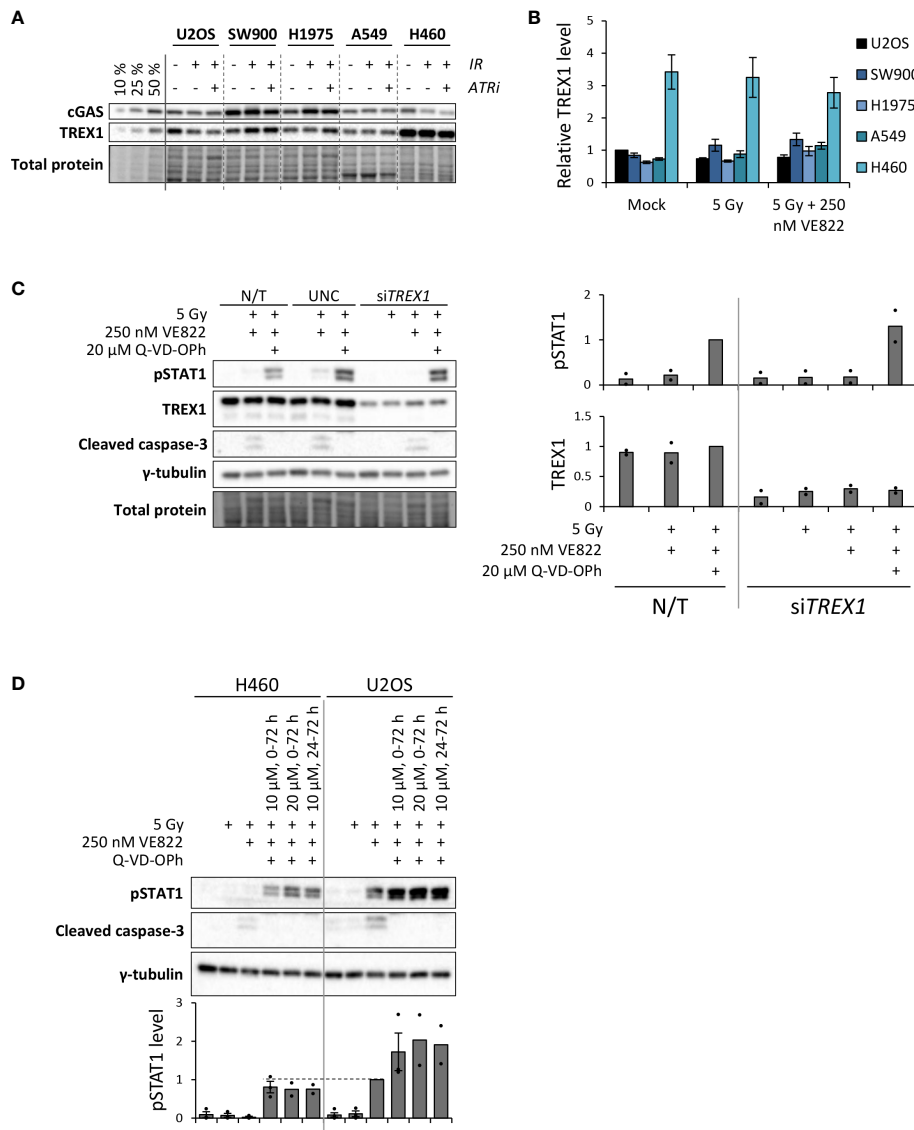 A
U2OS SW900 H1975 A549 H460
10 % 25 % 50 %
- + + - + + - + + - + + - + + IR
- - + - - + - - + - - + - - + ATRi
cGAS
TREX1
Total protein
B
Relative TREX1 level
5
4
3
2
1
0
Mock 5 Gy 5 Gy + 250
nM VE822
U2OS
SW900
H1975
A549
H460
C
N/T UNC siTREX1
5 Gy + + + + + + +
250 nM VE822 + + + + + +
20 µM Q-VD-OPh + + +
pSTAT1
TREX1
Cleaved caspase-3
γ-tubulin
Total protein
pSTAT1
2
1
0
TREX1
1.5
1
0.5
0
5 Gy + + + + +
250 nM VE822 + + + +
20 µM Q-VD-OPh + +
N/T siTREX1
D
H460 U2OS
10 µM, 0-72 h
20 µM, 0-72 h
10 µM, 24-72 h
10 µM, 0-72 h
20 µM, 0-72 h
10 µM, 24-72 h
5 Gy + + + + + + + + + +
250 nM VE822 + + + + + + + +
Q-VD-OPh + + + + + +
pSTAT1
Cleaved caspase-3
γ-tubulin
pSTAT1 level
3
2
1
0